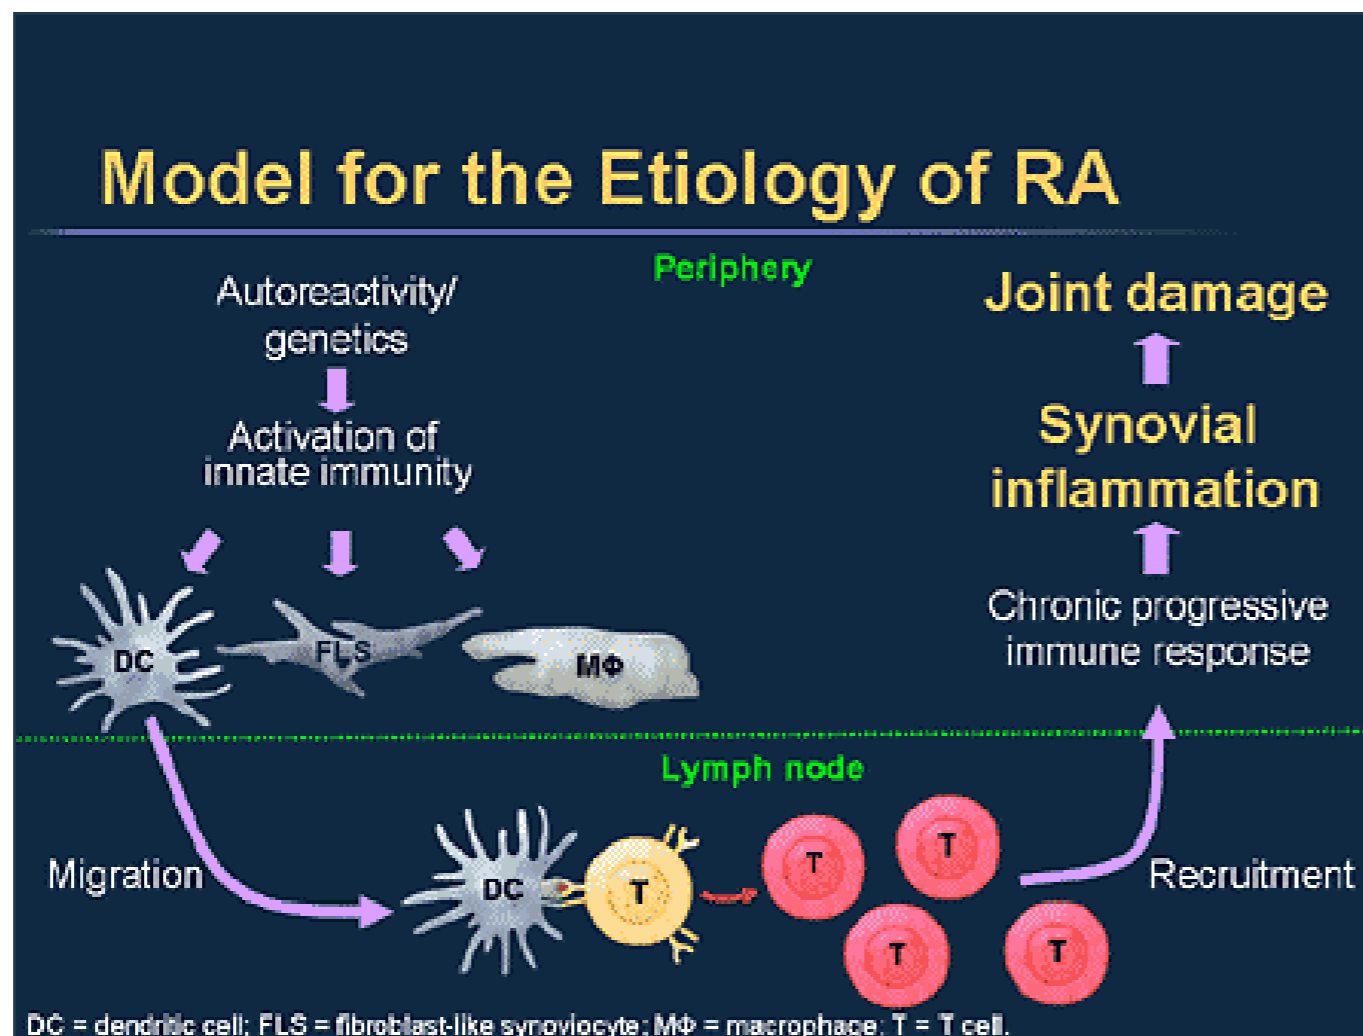 Model for the Etiology of RA
Periphery
Autoreactivity/
genetics
Activation of
innate immunity
DC
FLS
MΦ
Joint damage
Synovial
inflammation
Chronic progressive
immune response
Lymph node
Migration
DC
T
T
T
T
T
Recruitment
DC = dendritic cell; FLS = fibroblast-like synoviocyte; MΦ = macrophage; T = T cell.